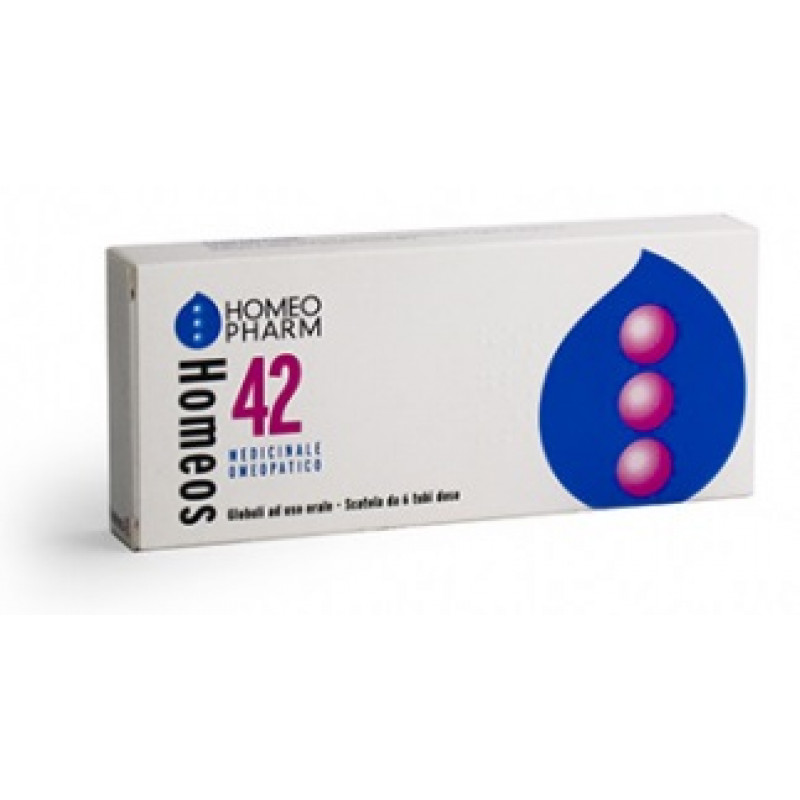 HOMEO
PHARM
Homeos
42
MEDICINALE
OMEOPATICO
Globuli ad uso orale - Scatola da 6 tubi dose